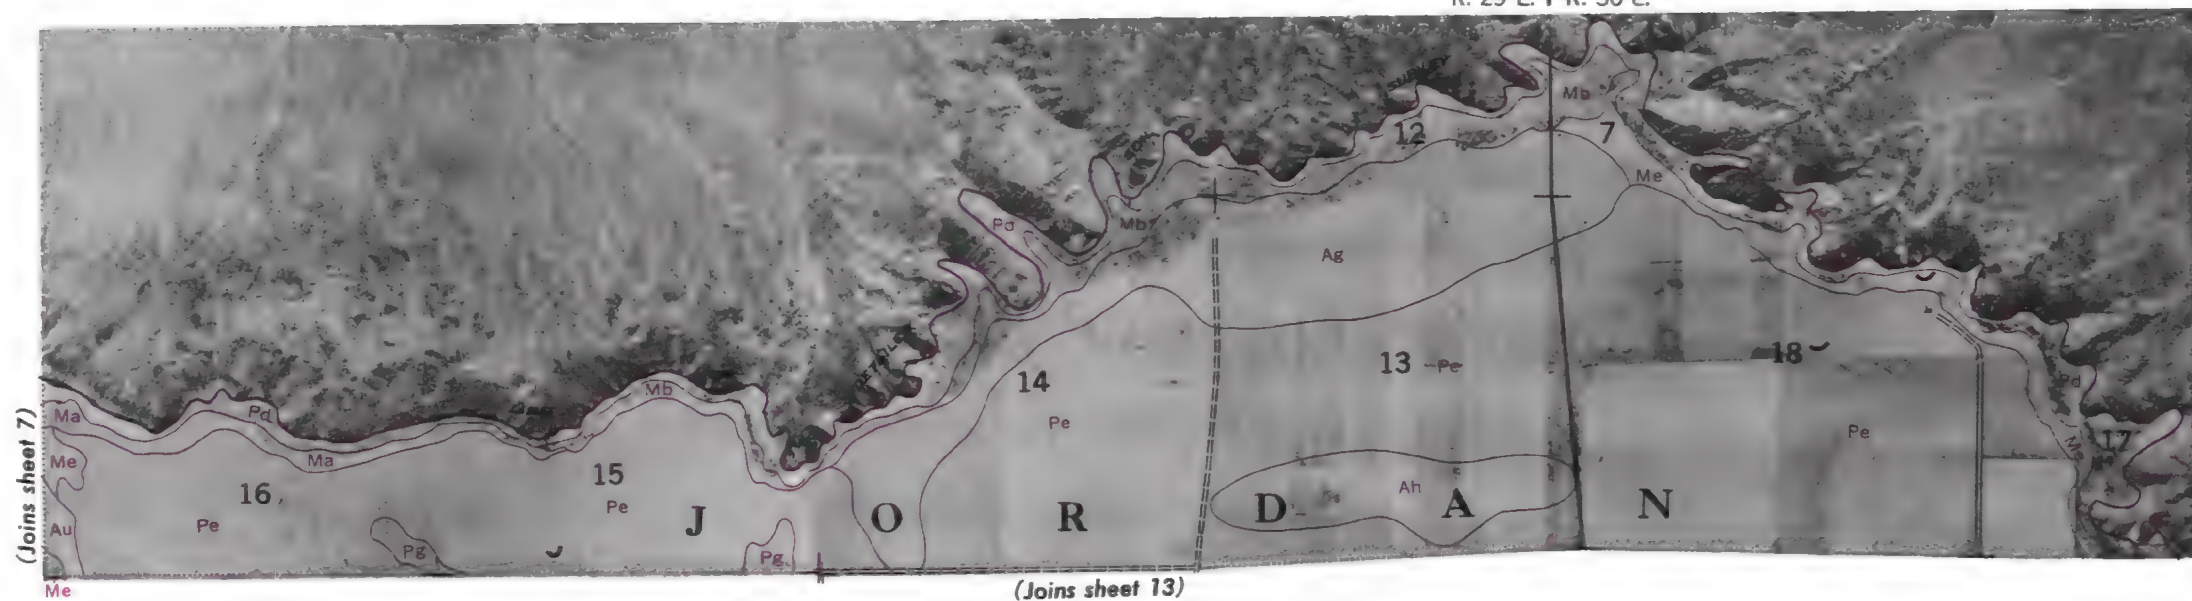 R. 29 E. | R. 30 E.
Mb
12
7
Me
Pd
Mb
Ag
14
13
Pe
18
Mb
Pd
Ma
Pd
Ma
Me
15
Pe
Pe
17
16
Pe
J O R D A N
Ah
Au
Pe
Pg
Pg
Me
(Joins sheet 7)
(Joins sheet 13)